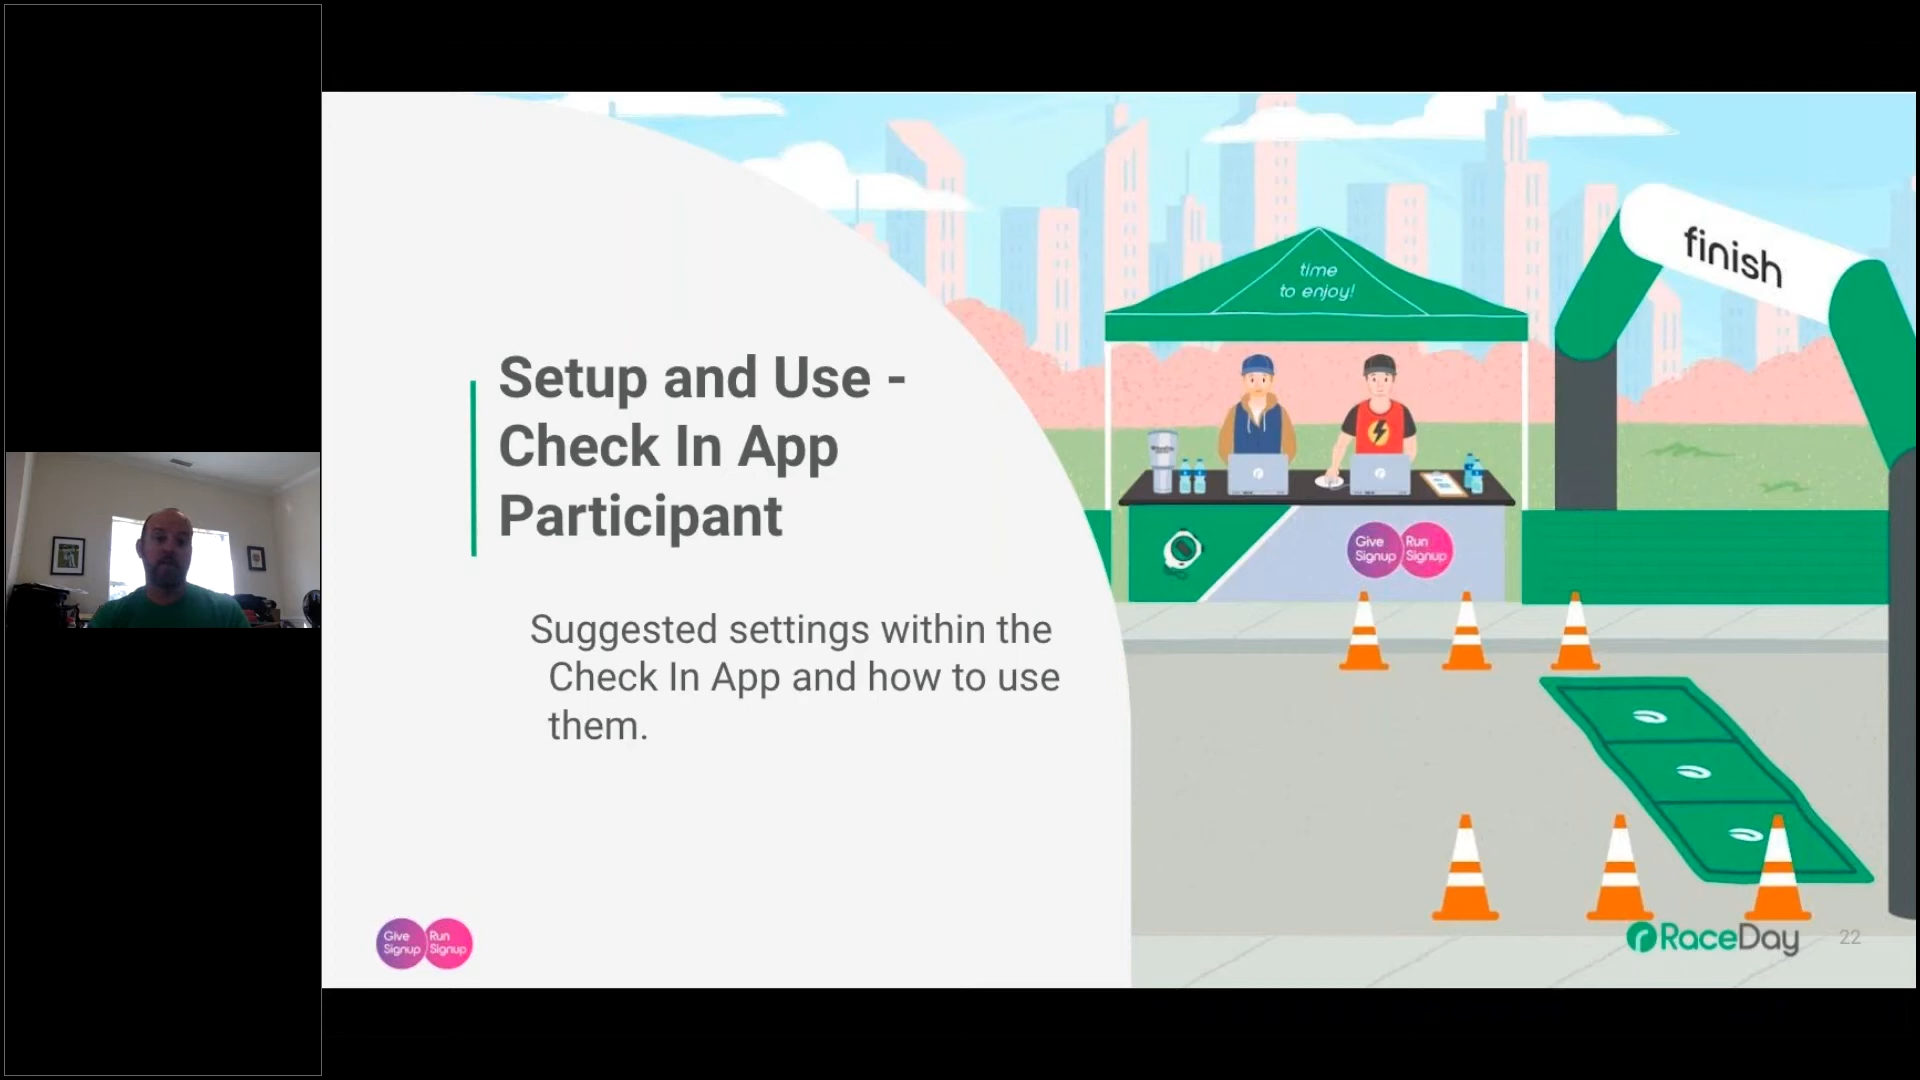 Setup and Use -
Check In App
Participant
Suggested settings within the
Check In App and how to use
them.
time
to enjoy!
finish
Give
Signup
Run
Signup
Give
Signup
Run
Signup
RaceDay
22